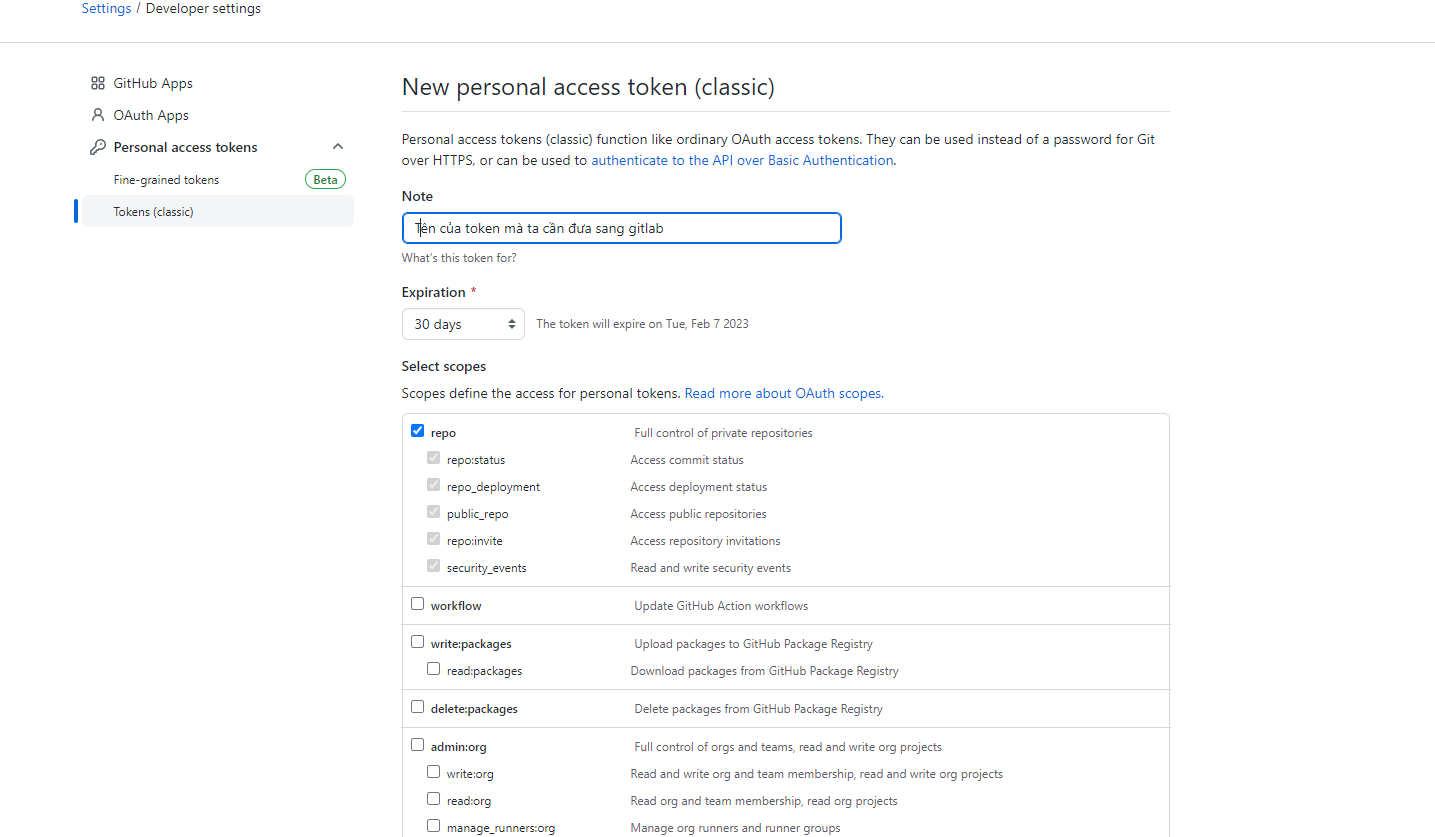 Settings / Developer settings
GitHub Apps
OAuth Apps
Personal access tokens
Fine-grained tokens Beta
Tokens (classic)
New personal access token (classic)
Personal access tokens (classic) function like ordinary OAuth access tokens. They can be used instead of a password for Git
over HTTPS, or can be used to authenticate to the API over Basic Authentication.
Note
Tên của token mà ta cần đưa sang gitlab
What's this token for?
Expiration *
30 days The token will expire on Tue, Feb 7 2023
Select scopes
Scopes define the access for personal tokens. Read more about OAuth scopes.
repo Full control of private repositories
repo:status Access commit status
repo_deployment Access deployment status
public_repo Access public repositories
repo:invite Access repository invitations
security_events Read and write security events
workflow Update GitHub Action workflows
write:packages Upload packages to GitHub Package Registry
read:packages Download packages from GitHub Package Registry
delete:packages Delete packages from GitHub Package Registry
admin:org Full control of orgs and teams, read and write org projects
write:org Read and write org and team membership, read and write org projects
read:org Read org and team membership, read org projects
manage_runners:org Manage org runners and runner groups